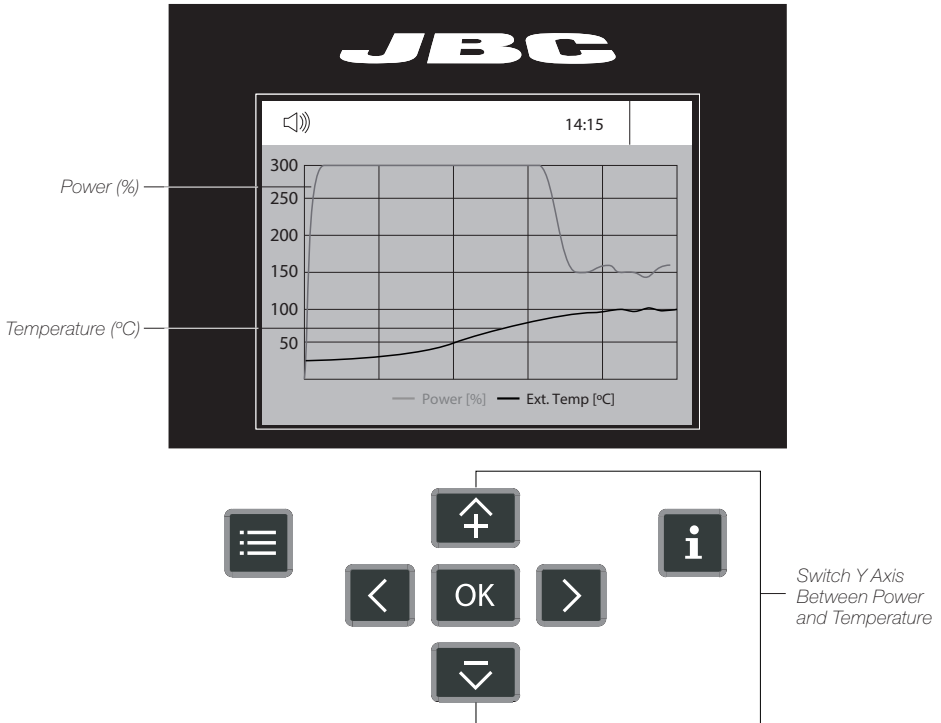 JBC
14:15
300
250
200
150
100
50
Power (%)
Temperature (ºC)
Power [%] Ext. Temp [ºC]
OK
i
Switch Y Axis
Between Power
and Temperature